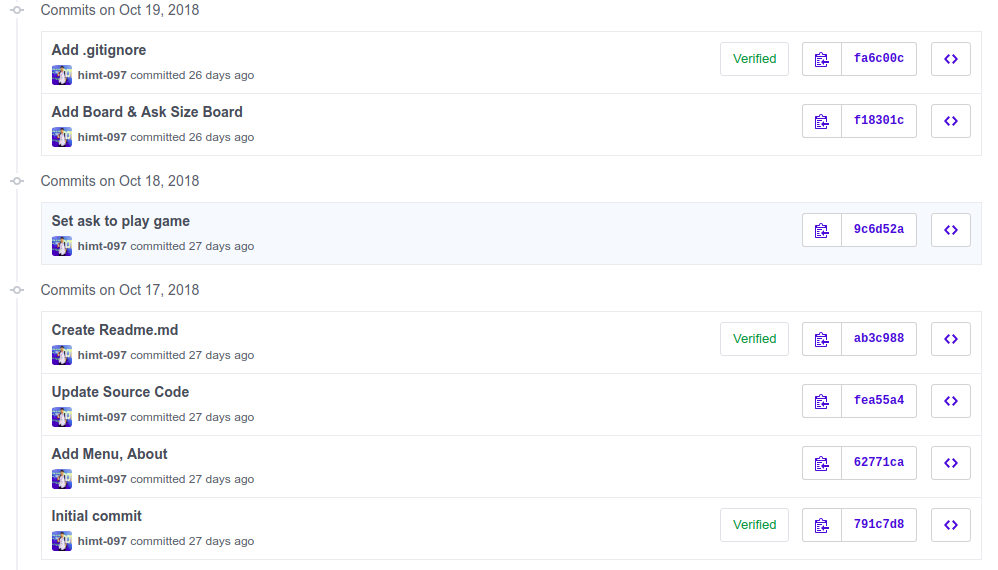 Commits on Oct 19, 2018
Add .gitignore
himt-097 committed 26 days ago
Verified
fa6c00c
Add Board & Ask Size Board
himt-097 committed 26 days ago
f18301c
Commits on Oct 18, 2018
Set ask to play game
himt-097 committed 27 days ago
9c6d52a
Commits on Oct 17, 2018
Create Readme.md
himt-097 committed 27 days ago
Verified
ab3c988
Update Source Code
himt-097 committed 27 days ago
fea55a4
Add Menu, About
himt-097 committed 27 days ago
62771ca
Initial commit
himt-097 committed 27 days ago
Verified
791c7d8